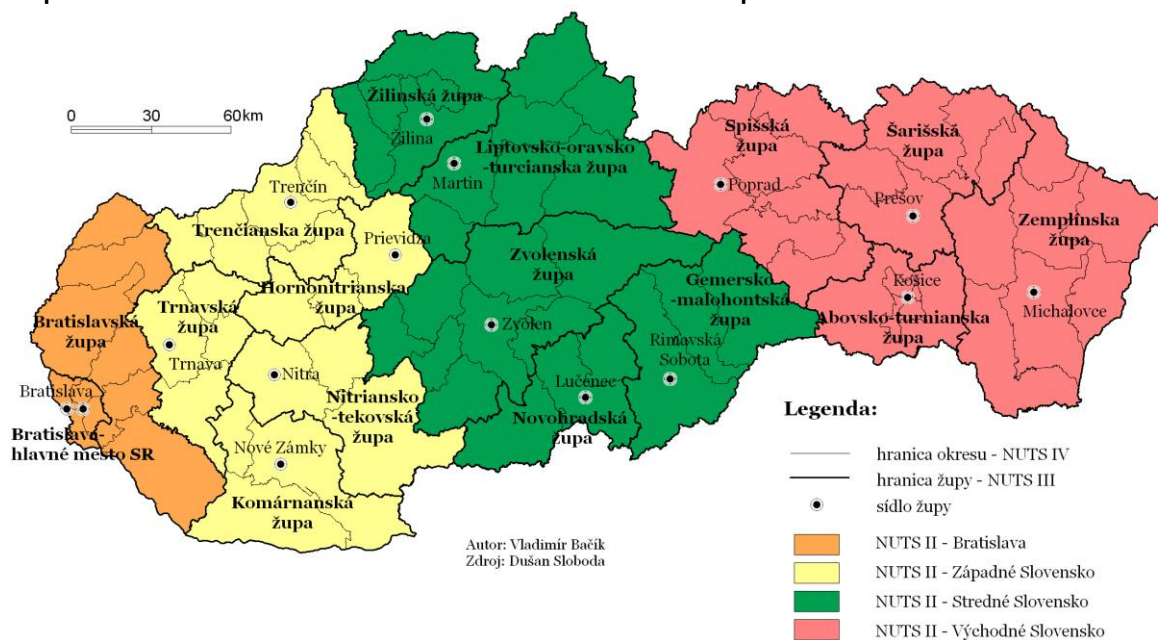 0 30 60 km
Žilinská župa
Žilina
Liptovsko-oravsko
-turcianska župa
Martin
Spišská
župa
Poprad
Šarišská
župa
Prešov
Zemplínska
župa
Michalovce
Košice
Abovsko-turnianska
župa
Trenčín
Trenčianska župa
Prievidza
Hornonitrianska
župa
Zvolenská
župa
Zvolen
Gemersko
-malohontská
župa
Rimavská
Sobota
Lučenec
Novohradská
župa
Trnavská
župa
Trnava
Nitra
Nitriansko
-tekovská
župa
Bratislavská
župa
Bratislava
Bratislava-
hlavné mesto SR
Nové Zámky
Komárnanská
župa
Autor: Vladimír Bačík
Zdroj: Dušan Sloboda
Legenda:
hranica okresu - NUTS IV
hranica župy - NUTS III
sídlo župy
NUTS II - Bratislava
NUTS II - Západné Slovensko
NUTS II - Stredné Slovensko
NUTS II - Východné Slovensko